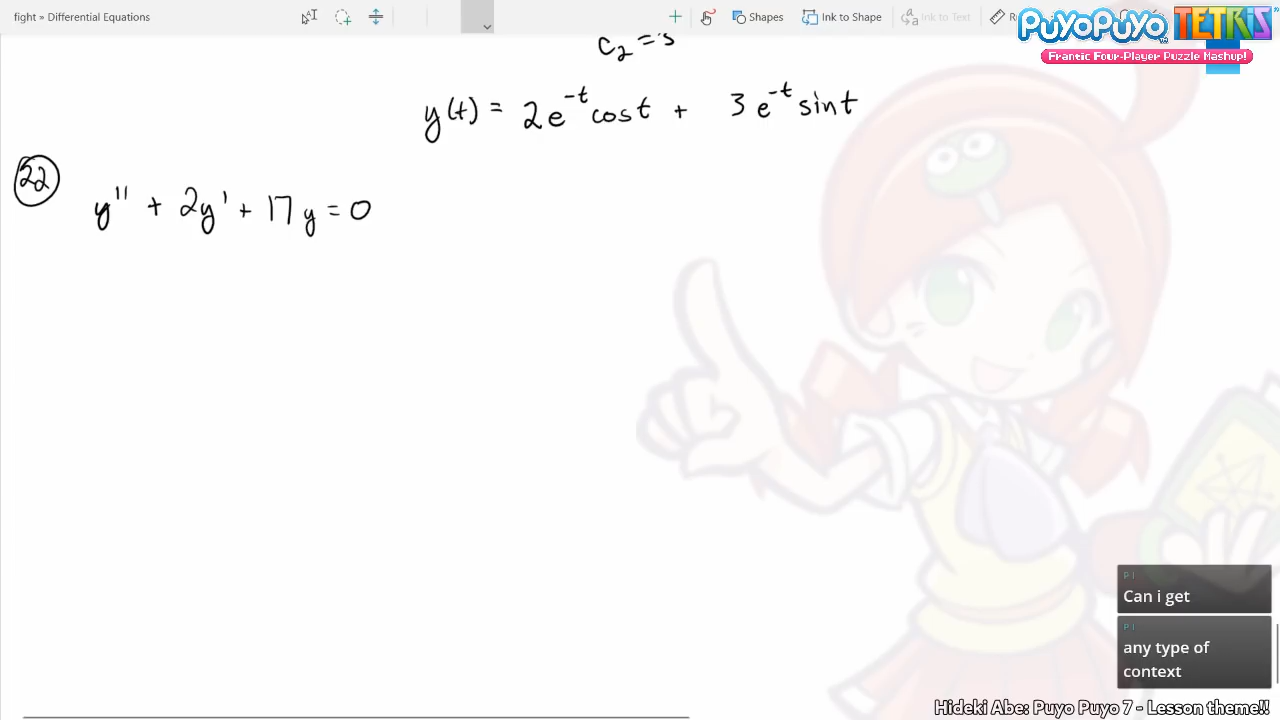 fight » Differential Equations
Shapes
Ink to Shape
Ink to Text
PuyoPuyo TETRIS
Frantic Four-Player Puzzle Mashup!
c₂ = 3
y(t) = 2e^{-t} cos t + 3e^{-t} sin t
22
y'' + 2y' + 17y = 0
P I
Can i get
P I
any type of
context
Hideki Abe: Puyo Puyo 7 - Lesson theme!!